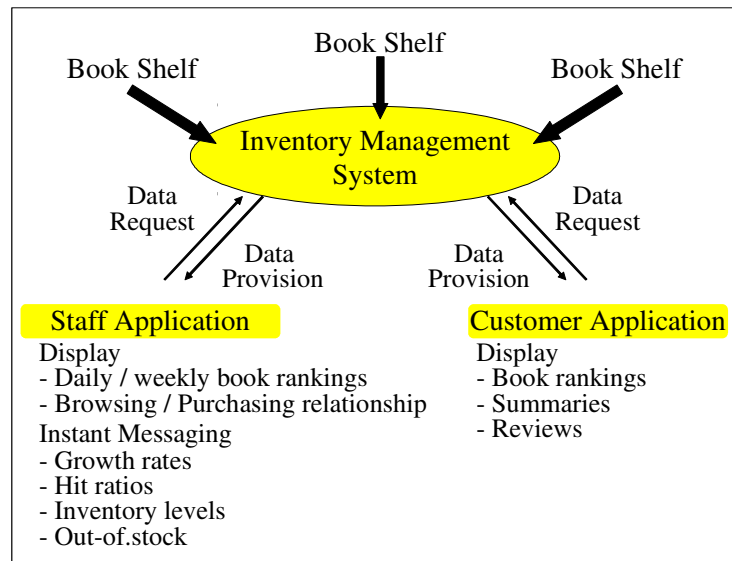 Book Shelf
Book Shelf
Book Shelf
Inventory Management
System
Data
Request
Data
Provision
Data
Provision
Data
Request
Staff Application
Display
- Daily / weekly book rankings
- Browsing / Purchasing relationship
Instant Messaging
- Growth rates
- Hit ratios
- Inventory levels
- Out-of.stock
Customer Application
Display
- Book rankings
- Summaries
- Reviews